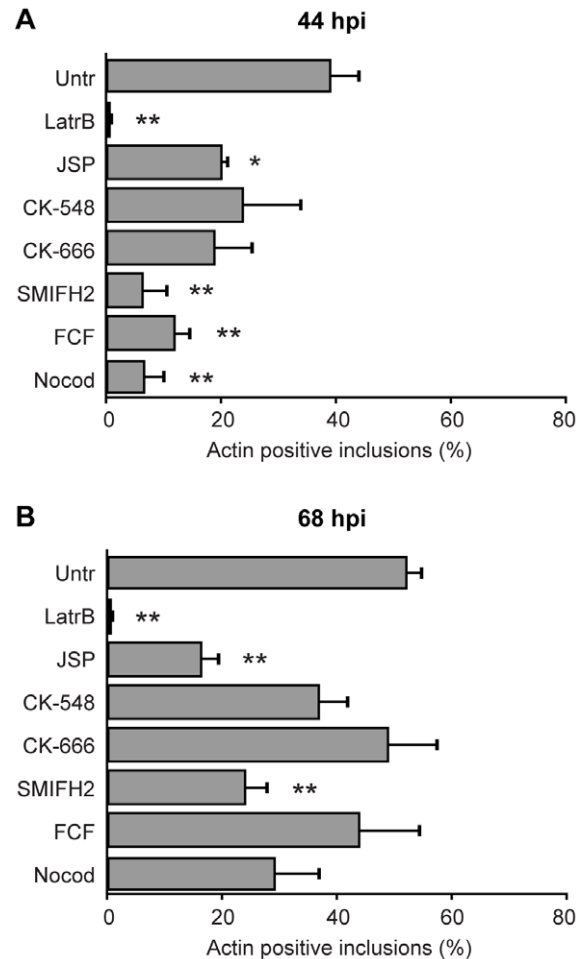 A
44 hpi
Untr
LatrB **
JSP *
CK-548
CK-666
SMIFH2 **
FCF **
Nocod **
0 20 40 60 80
Actin positive inclusions (%)
B
68 hpi
Untr
LatrB **
JSP **
CK-548
CK-666
SMIFH2 **
FCF
Nocod
0 20 40 60 80
Actin positive inclusions (%)